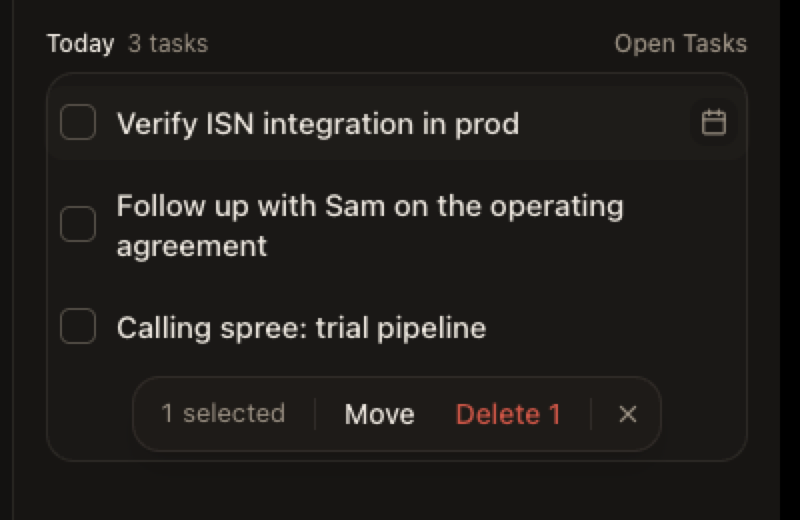 Today 3 tasks Open Tasks
Verify ISN integration in prod
Follow up with Sam on the operating
agreement
Calling spree: trial pipeline
1 selected Move Delete 1